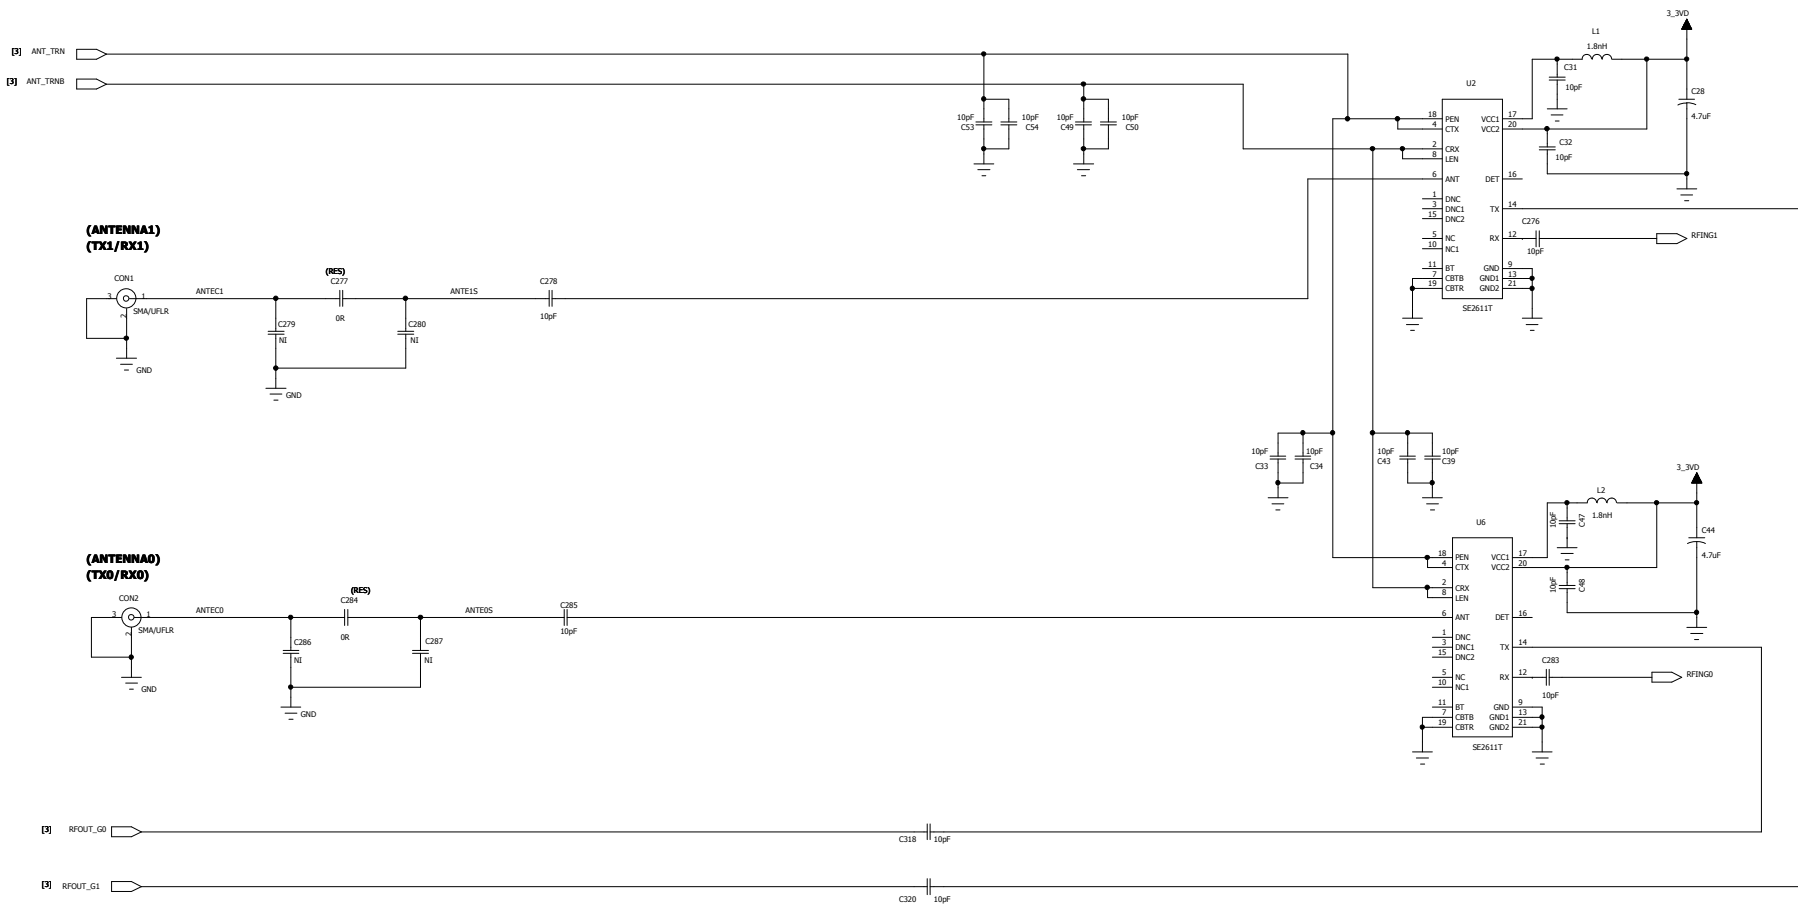 [3] ANT_TRN
[3] ANT_TRNB
10pF
C53
10pF
C54
10pF
C49
10pF
C50
3_3VD
L1
1.8nH
C31
10pF
C28
4.7uF
C32
10pF
U2
18 PEN VCC1 17
4 CTX VCC2 20
2 CRX
8 LEN
6 ANT DET 16
1 DNC
3 DNC1 TX 14
15 DNC2
5 NC RX 12
10 NC1
11 BT GND 9
7 CBTB GND1 13
19 CBTR GND2 21
SE2611T
C276
10pF
RFING1
(ANTENNA1)
(TX1/RX1)
CON1
3 1
2
SMA/UFLR
GND
ANTEC1
(RES)
C277
0R
C279
NI
C280
NI
GND
ANTE1S
C278
10pF
10pF
C33
10pF
C34
10pF
C43
10pF
C39
3_3VD
L2
1.8nH
10pF
C47
C44
4.7uF
10pF
C48
U6
18 PEN VCC1 17
4 CTX VCC2 20
2 CRX
8 LEN
6 ANT DET 16
1 DNC
3 DNC1 TX 14
15 DNC2
5 NC RX 12
10 NC1
11 BT GND 9
7 CBTB GND1 13
19 CBTR GND2 21
SE2611T
C283
10pF
RFING0
(ANTENNA0)
(TX0/RX0)
CON2
3 1
2
SMA/UFLR
GND
ANTEC0
(RES)
C284
0R
C286
NI
C287
NI
GND
ANTE0S
C285
10pF
[3] RFOUT_G0
C318 10pF
[3] RFOUT_G1
C320 10pF